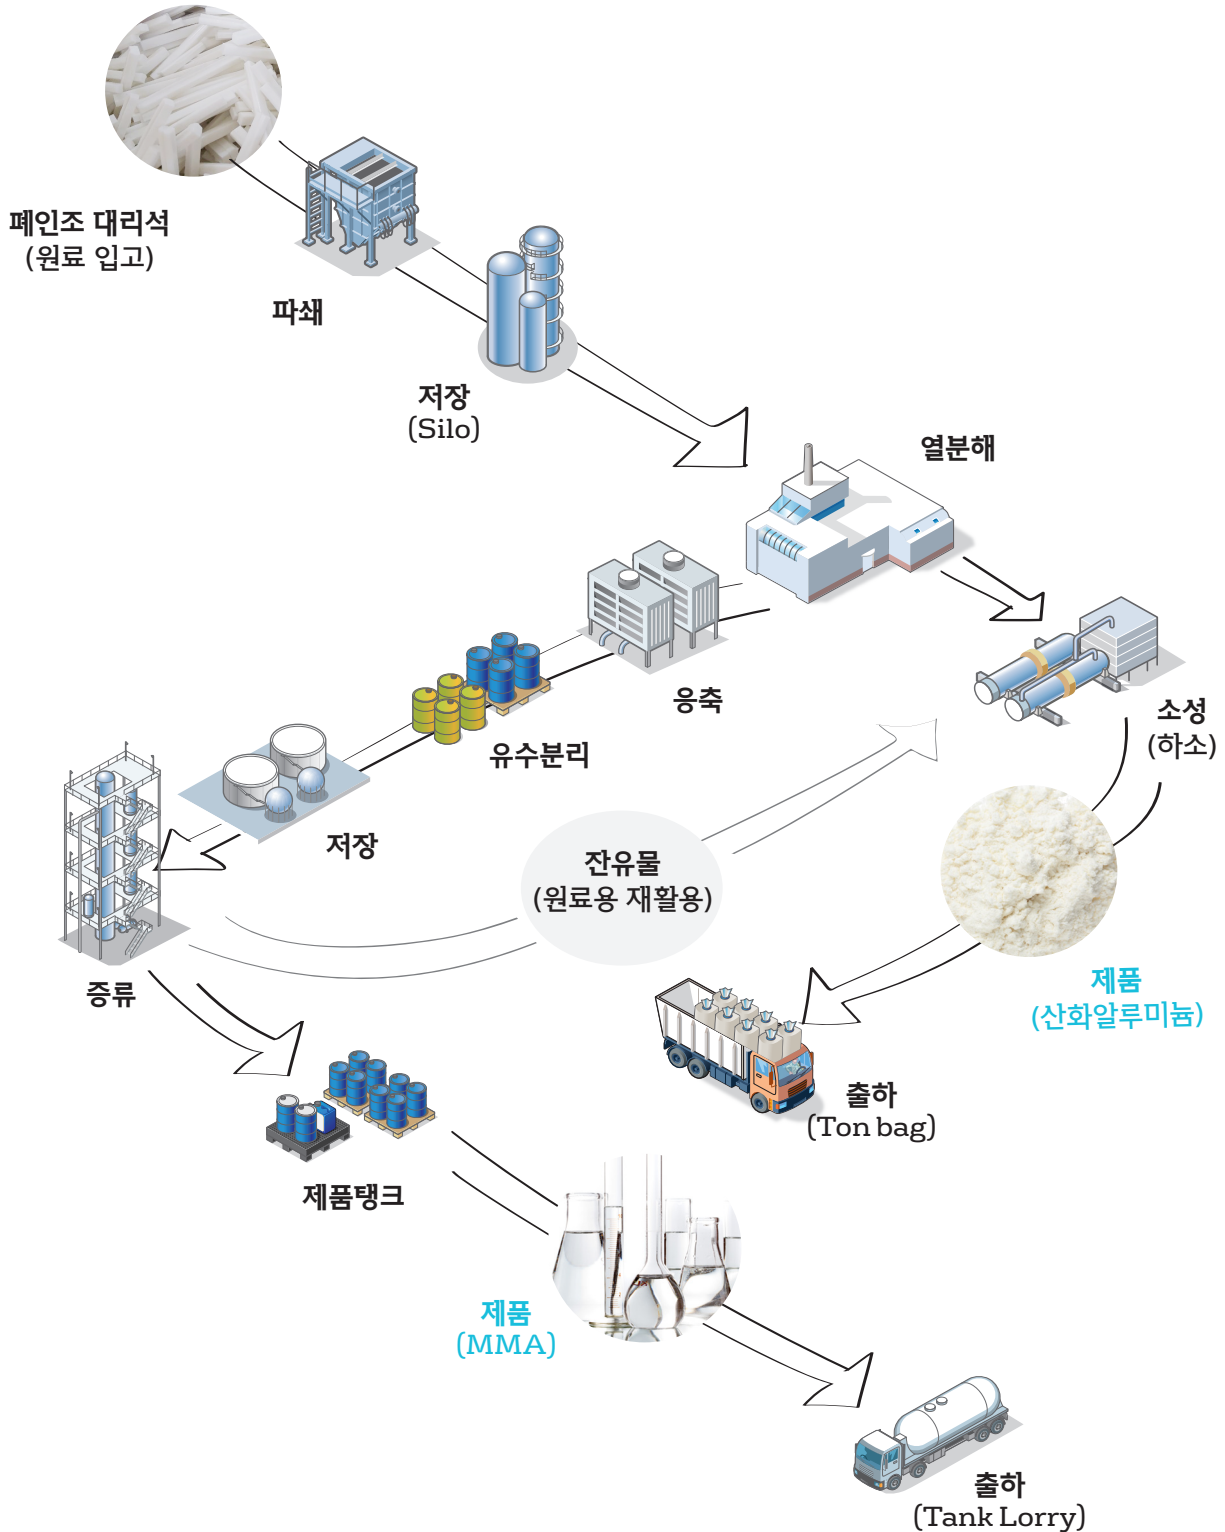 폐인조 대리석
(원료 입고)
파쇄
저장
(Silo)
열분해
응축
유수분리
저장
증류
소성
(하소)
잔유물
(원료용 재활용)
제품
(산화알루미늄)
출하
(Ton bag)
제품탱크
제품
(MMA)
출하
(Tank Lorry)